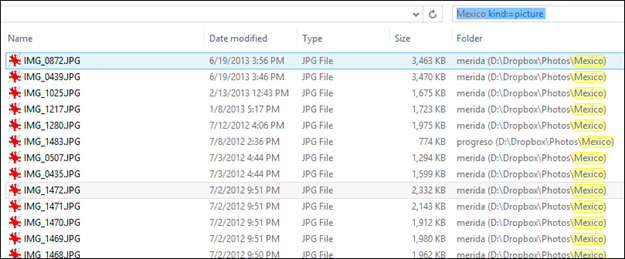 Mexico kind:=picture
Name Date modified Type Size Folder
IMG_0872.JPG 6/19/2013 3:56 PM JPG File 3,463 KB merida (D:\Dropbox\Photos\Mexico)
IMG_0439.JPG 6/19/2013 3:46 PM JPG File 3,470 KB merida (D:\Dropbox\Photos\Mexico)
IMG_1025.JPG 2/13/2013 12:43 PM JPG File 1,675 KB merida (D:\Dropbox\Photos\Mexico)
IMG_1217.JPG 1/8/2013 5:17 PM JPG File 1,723 KB merida (D:\Dropbox\Photos\Mexico)
IMG_1280.JPG 7/12/2012 4:06 PM JPG File 1,975 KB merida (D:\Dropbox\Photos\Mexico)
IMG_1483.JPG 7/8/2012 2:36 PM JPG File 774 KB progreso (D:\Dropbox\Photos\Mexico)
IMG_0507.JPG 7/3/2012 4:44 PM JPG File 1,294 KB merida (D:\Dropbox\Photos\Mexico)
IMG_0435.JPG 7/3/2012 4:44 PM JPG File 1,599 KB merida (D:\Dropbox\Photos\Mexico)
IMG_1472.JPG 7/2/2012 9:51 PM JPG File 2,332 KB merida (D:\Dropbox\Photos\Mexico)
IMG_1471.JPG 7/2/2012 9:51 PM JPG File 2,143 KB merida (D:\Dropbox\Photos\Mexico)
IMG_1470.JPG 7/2/2012 9:51 PM JPG File 1,912 KB merida (D:\Dropbox\Photos\Mexico)
IMG_1469.JPG 7/2/2012 9:51 PM JPG File 1,980 KB merida (D:\Dropbox\Photos\Mexico)
IMG_1468.JPG 7/2/2012 9:50 PM JPG File 1,962 KB merida (D:\Dropbox\Photos\Mexico)